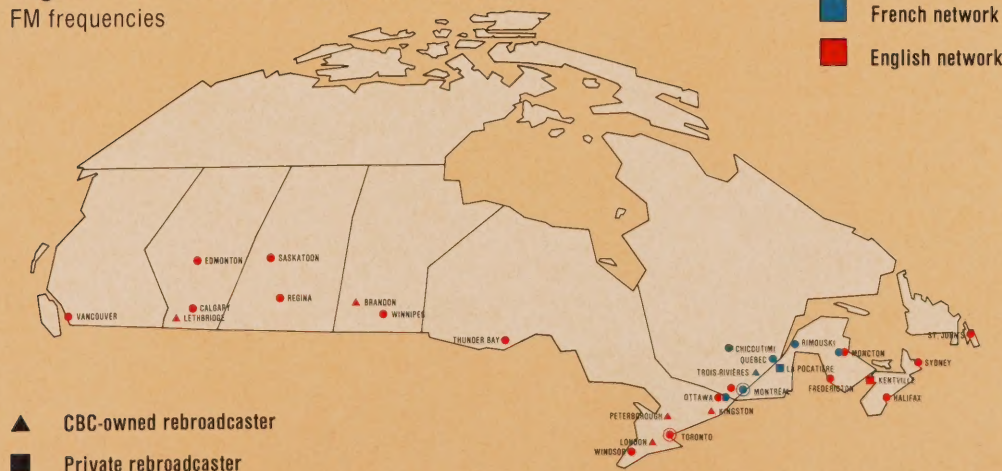 FM frequencies
French network
English network
EDMONTON
SASKATOON
CALGARY
LETHBRIDGE
REGINA
BRANDON
WINNIPEG
VANCOUVER
THUNDER BAY
CHICOUTIMI
RIMOUSKI
QUÉBEC
MONCTON
ST. JOHN'S
TROIS-RIVIÈRES
LA POCATIÈRE
SYDNEY
OTTAWA
MONTRÉAL
FREDERICTON
KENTVILLE
HALIFAX
PETERBOROUGH
KINGSTON
LONDON
TORONTO
WINDSOR
CBC-owned rebroadcaster
Private rebroadcaster